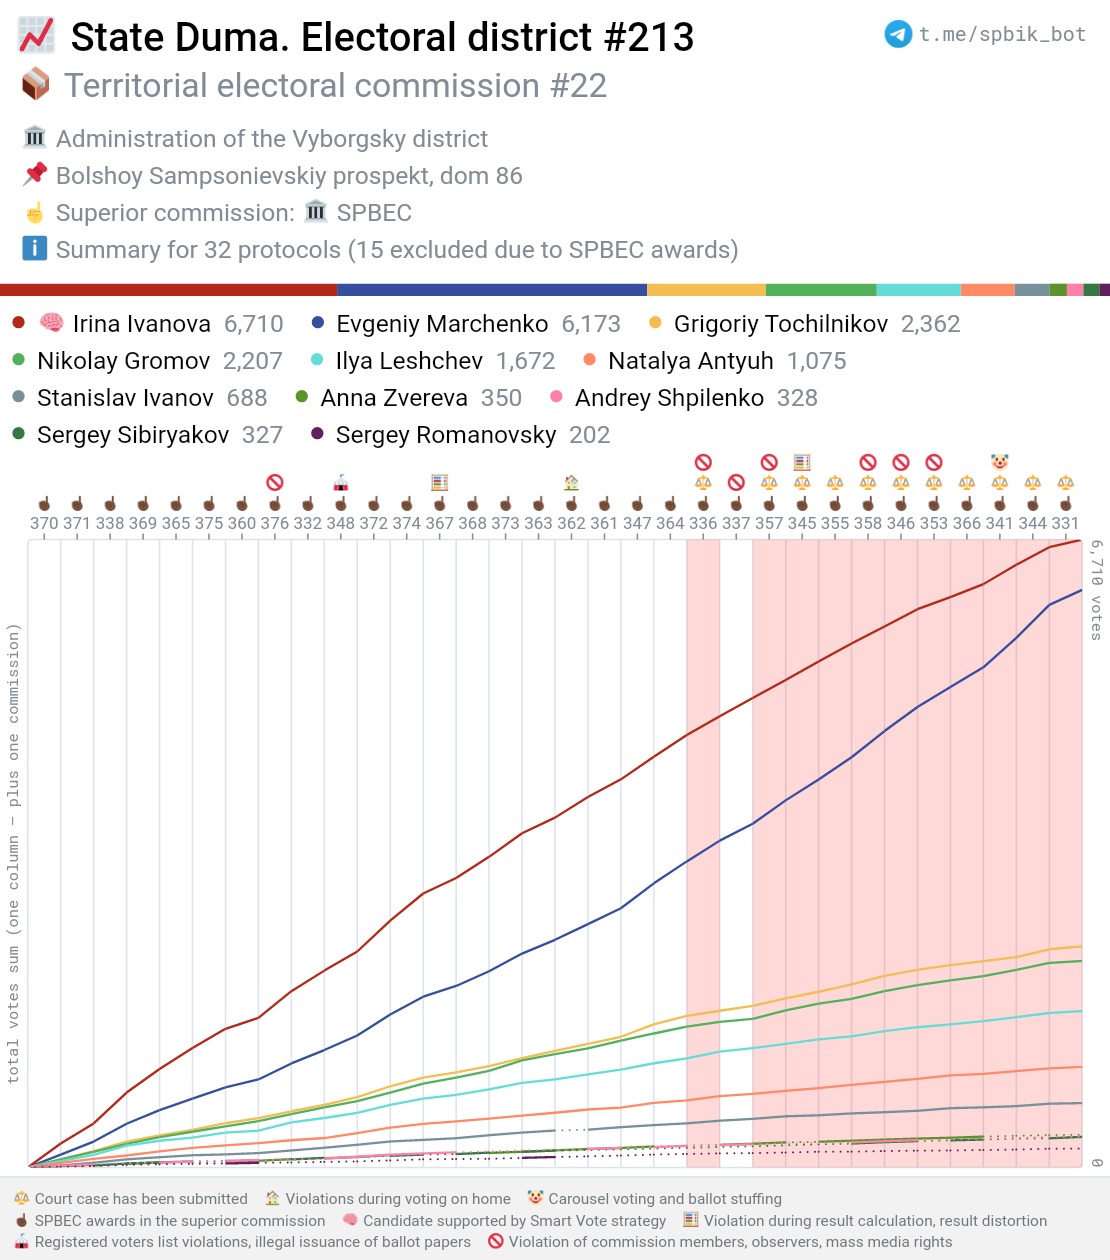 State Duma. Electoral district #213
t.me/spbik_bot
Territorial electoral commission #22
Administration of the Vyborgsky district
Bolshoy Sampsonievskiy prospekt, dom 86
Superior commission: SPBEC
Summary for 32 protocols (15 excluded due to SPBEC awards)
Irina Ivanova 6,710 Evgeniy Marchenko 6,173 Grigoriy Tochilnikov 2,362
Nikolay Gromov 2,207 Ilya Leshchev 1,672 Natalya Antyuh 1,075
Stanislav Ivanov 688 Anna Zvereva 350 Andrey Shpilenko 328
Sergey Sibiryakov 327 Sergey Romanovsky 202
370 371 338 369 365 375 360 376 332 348 372 374 367 368 373 363 362 361 347 364 336 337 357 345 355 358 346 353 366 341 344 331
6,710 votes
total votes sum (one column – plus one commission)
0
Court case has been submitted Violations during voting on home Carousel voting and ballot stuffing
SPBEC awards in the superior commission Candidate supported by Smart Vote strategy Violation during result calculation, result distortion
Registered voters list violations, illegal issuance of ballot papers Violation of commission members, observers, mass media rights